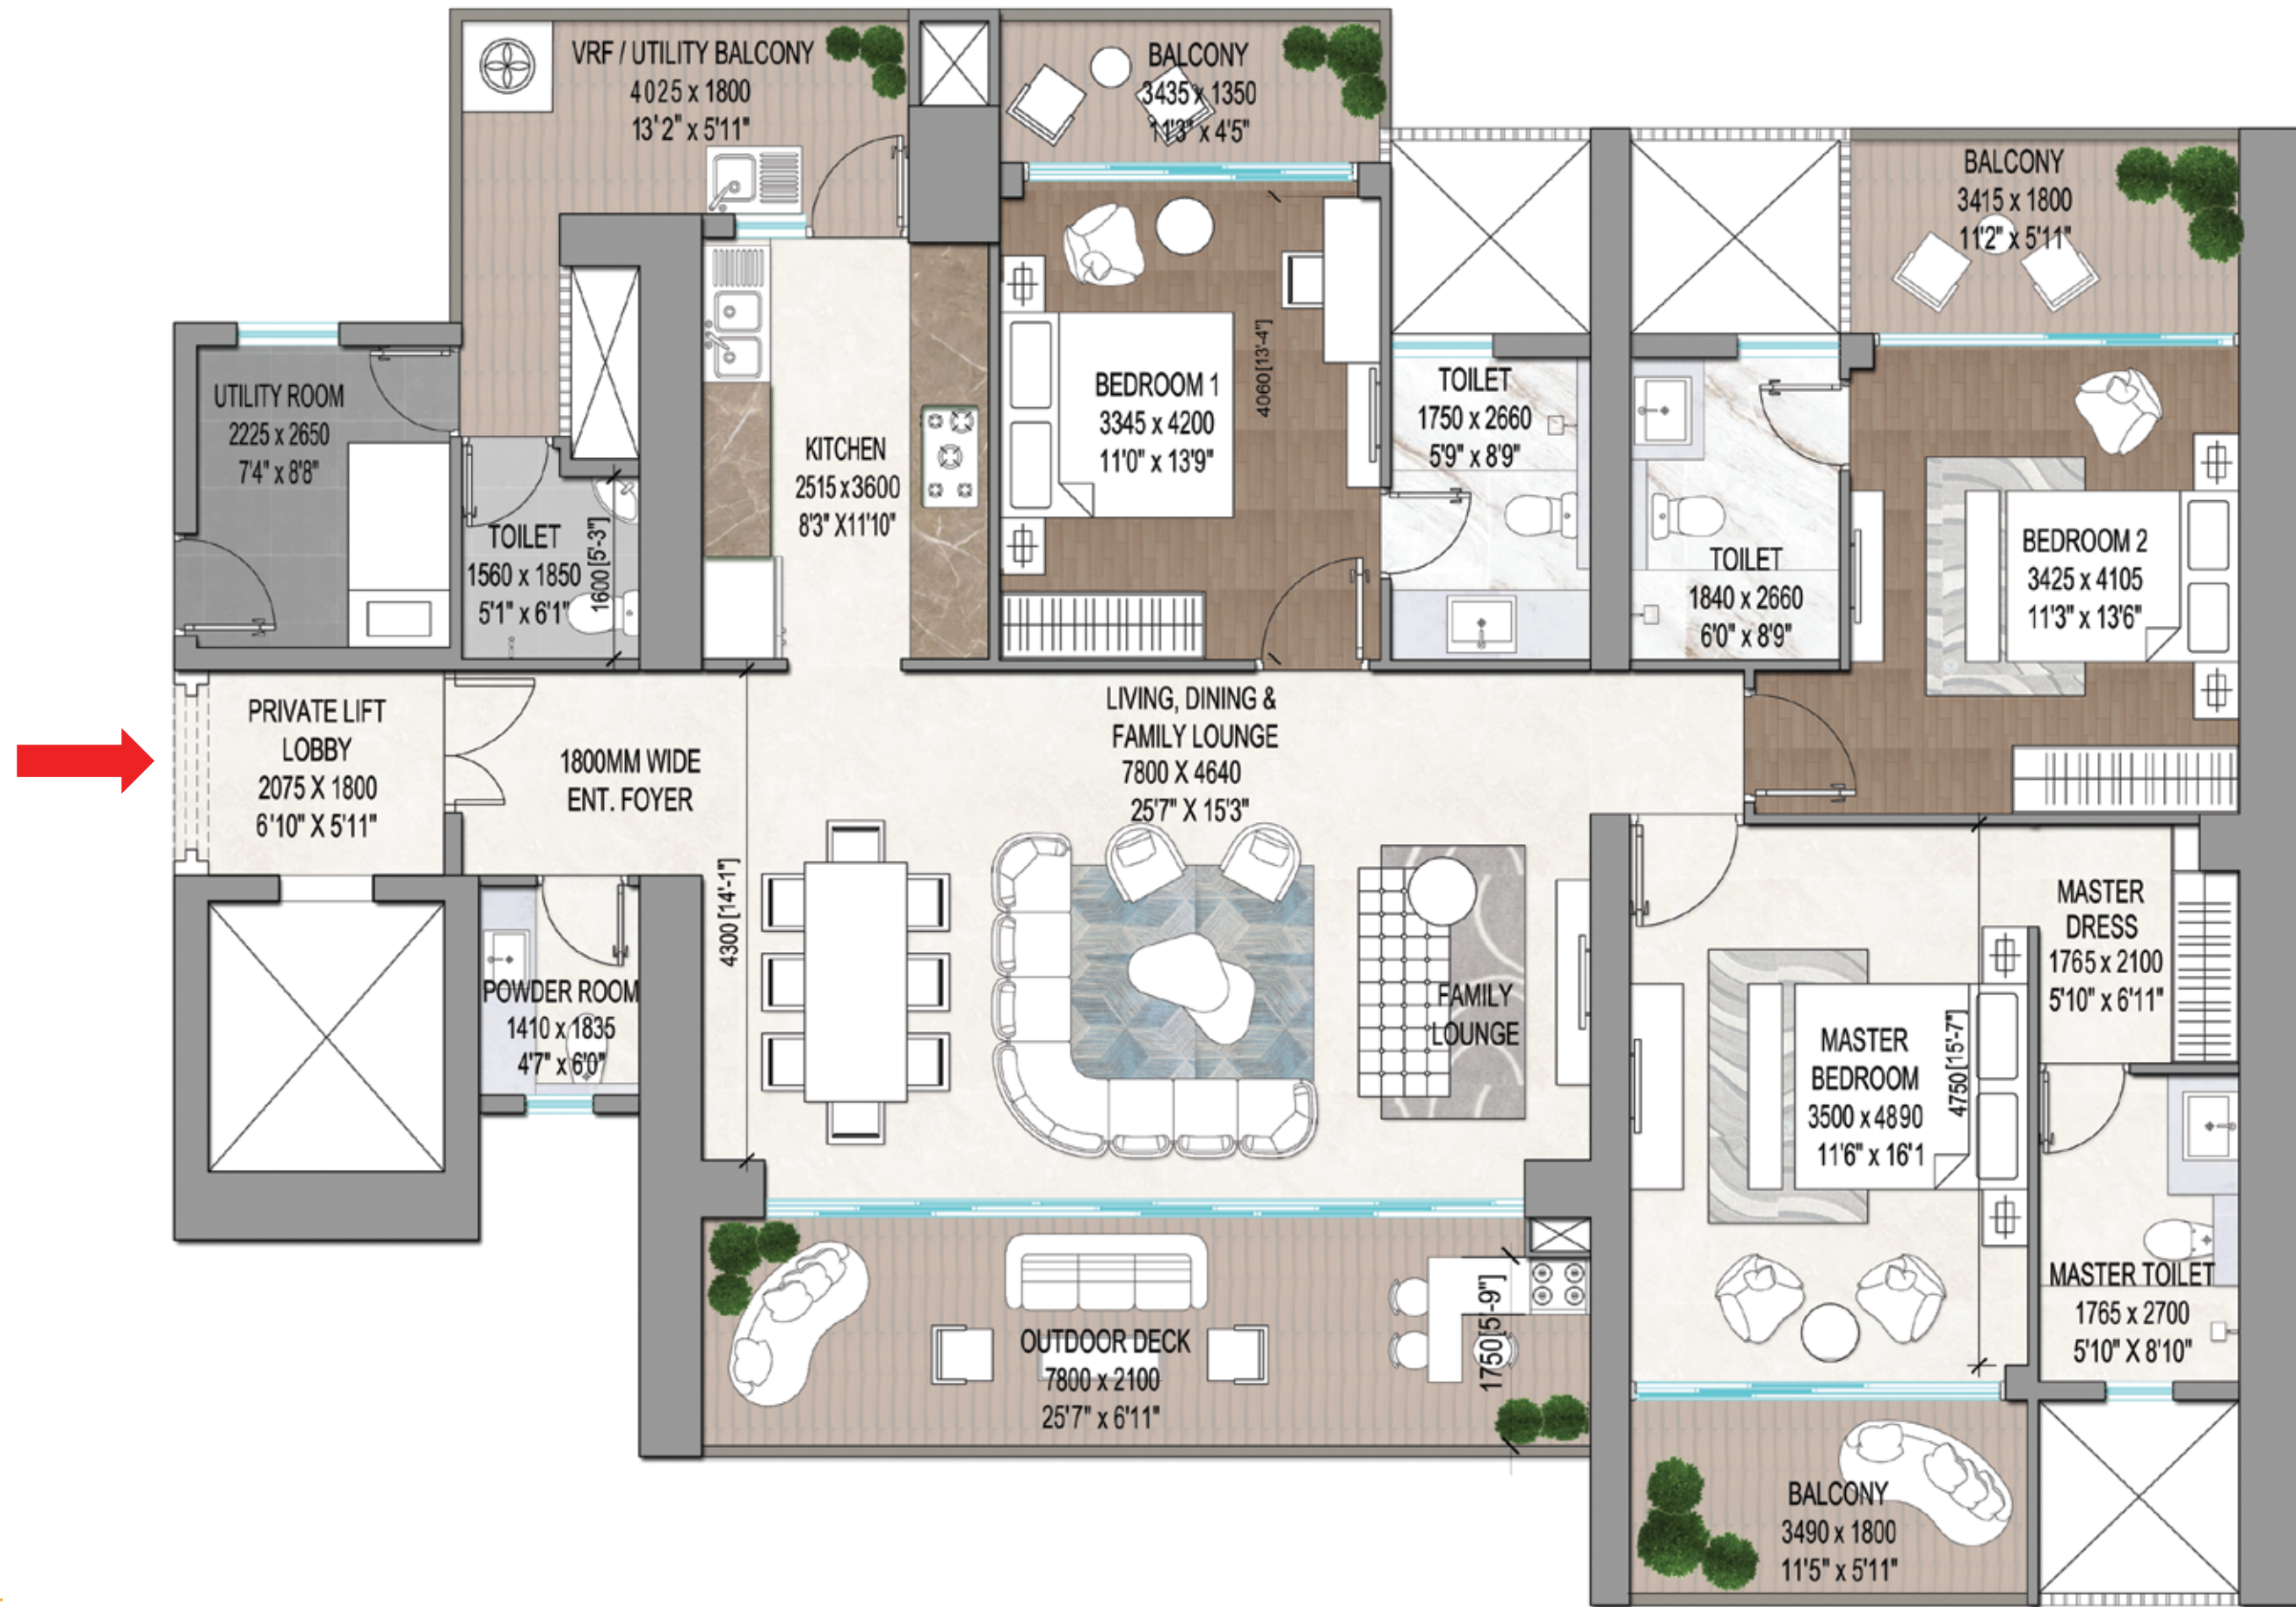 VRF / UTILITY BALCONY
4025 x 1800
13'2" x 5'11"
BALCONY
3435 x 1350
11'3" x 4'5"
BALCONY
3415 x 1800
11'2" x 5'11"
UTILITY ROOM
2225 x 2650
7'4" x 8'8"
TOILET
1560 x 1850
5'1" x 6'1"
1600 [5'-3"]
KITCHEN
2515 x 3600
8'3" X11'10"
BEDROOM 1
3345 x 4200
11'0" x 13'9"
4060 [13'-4"]
TOILET
1750 x 2660
5'9" x 8'9"
TOILET
1840 x 2660
6'0" x 8'9"
BEDROOM 2
3425 x 4105
11'3" x 13'6"
PRIVATE LIFT
LOBBY
2075 X 1800
6'10" X 5'11"
1800MM WIDE
ENT. FOYER
LIVING, DINING &
FAMILY LOUNGE
7800 X 4640
25'7" X 15'3"
4300 [14'-1"]
POWDER ROOM
1410 x 1835
4'7" x 6'0"
FAMILY
LOUNGE
MASTER
BEDROOM
3500 x 4890
11'6" x 16'1
4750 [15'-7"]
MASTER
DRESS
1765 x 2100
5'10" x 6'11"
MASTER TOILET
1765 x 2700
5'10" X 8'10"
OUTDOOR DECK
7800 x 2100
25'7" x 6'11"
1750 [5'-9"]
BALCONY
3490 x 1800
11'5" x 5'11"